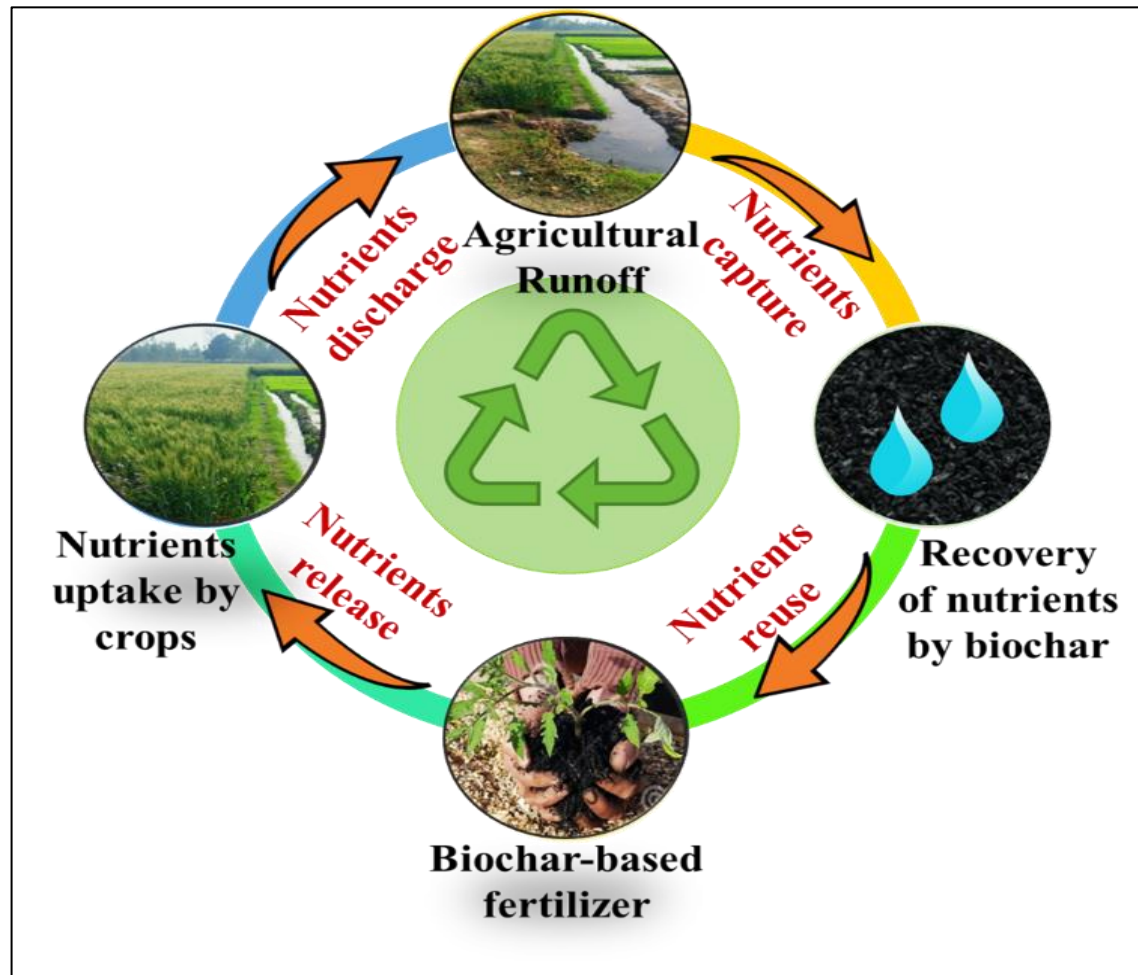 Agricultural
Runoff
Nutrients
capture
Recovery
of nutrients
by biochar
Nutrients
reuse
Biochar-based
fertilizer
Nutrients
release
Nutrients
uptake by
crops
Nutrients
discharge